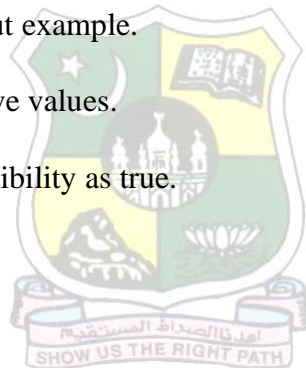 ut example.
ve values.
ibility as true.
اهدنا الصراط المستقيم
SHOW US THE RIGHT PATH